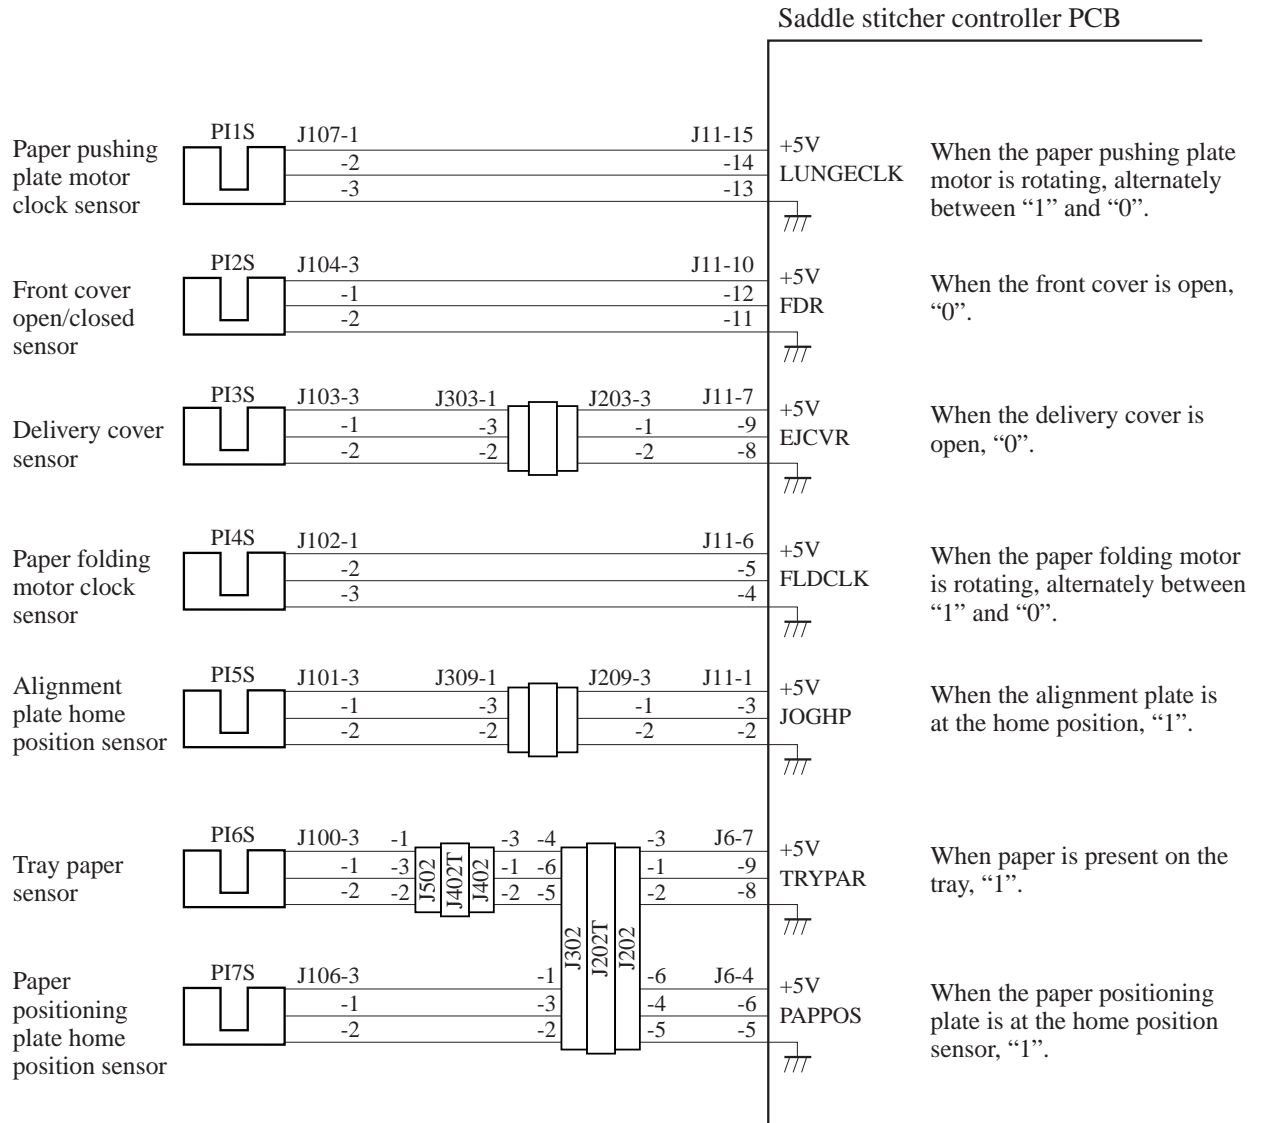 Saddle stitcher controller PCB
Paper pushing
plate motor
clock sensor
PI1S
J107-1
-2
-3
J11-15
-14
-13
+5V
LUNGECLK
When the paper pushing plate
motor is rotating, alternately
between “1” and “0”.
Front cover
open/closed
sensor
PI2S
J104-3
-1
-2
J11-10
-12
-11
+5V
FDR
When the front cover is open,
“0”.
Delivery cover
sensor
PI3S
J103-3
-1
-2
J303-1
-3
-2
J203-3
-1
-2
J11-7
-9
-8
+5V
EJCVR
When the delivery cover is
open, “0”.
Paper folding
motor clock
sensor
PI4S
J102-1
-2
-3
J11-6
-5
-4
+5V
FLDCLK
When the paper folding motor
is rotating, alternately between
“1” and “0”.
Alignment
plate home
position sensor
PI5S
J101-3
-1
-2
J309-1
-3
-2
J209-3
-1
-2
J11-1
-3
-2
+5V
JOGHP
When the alignment plate is
at the home position, “1”.
Tray paper
sensor
PI6S
J100-3
-1
-2
-1
-3
-2
J502
J402T
J402
-3
-1
-2
-4
-6
-5
-3
-1
-2
J6-7
-9
-8
+5V
TRYPAR
When paper is present on the
tray, “1”.
J302
J202T
J202
Paper
positioning
plate home
position sensor
PI7S
J106-3
-1
-2
-1
-3
-2
-6
-4
-5
J6-4
-6
-5
+5V
PAPPOS
When the paper positioning
plate is at the home position
sensor, “1”.